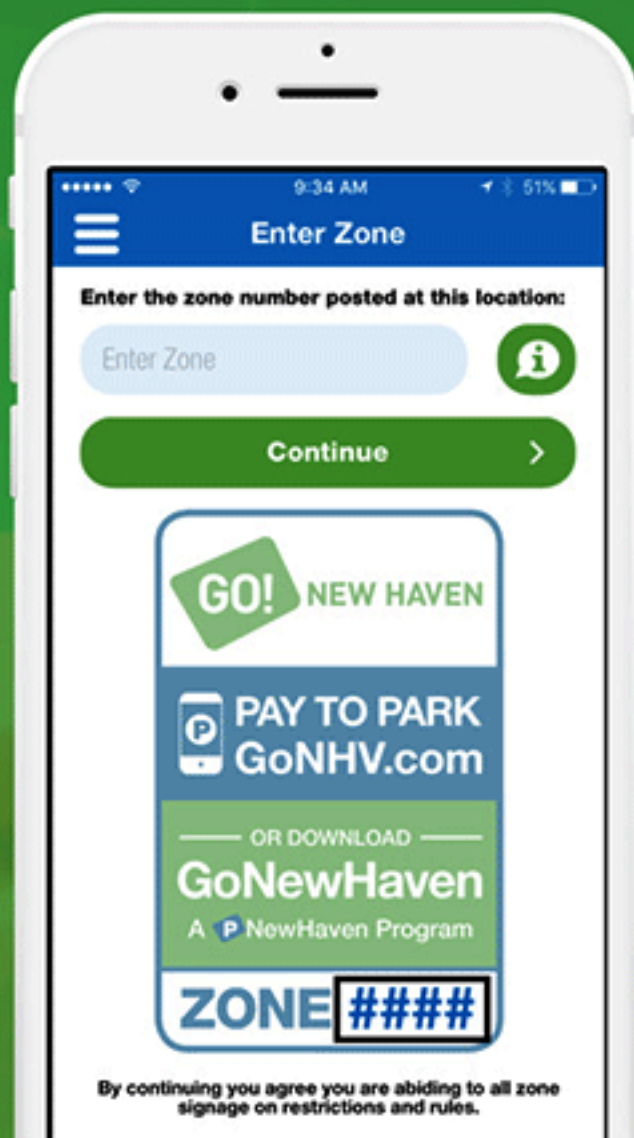 9:34 AM 51%
Enter Zone
Enter the zone number posted at this location:
Enter Zone
i
Continue
GO! NEW HAVEN
P PAY TO PARK
GoNHV.com
OR DOWNLOAD
GoNewHaven
A P NewHaven Program
ZONE ####
By continuing you agree you are abiding to all zone
signage on restrictions and rules.